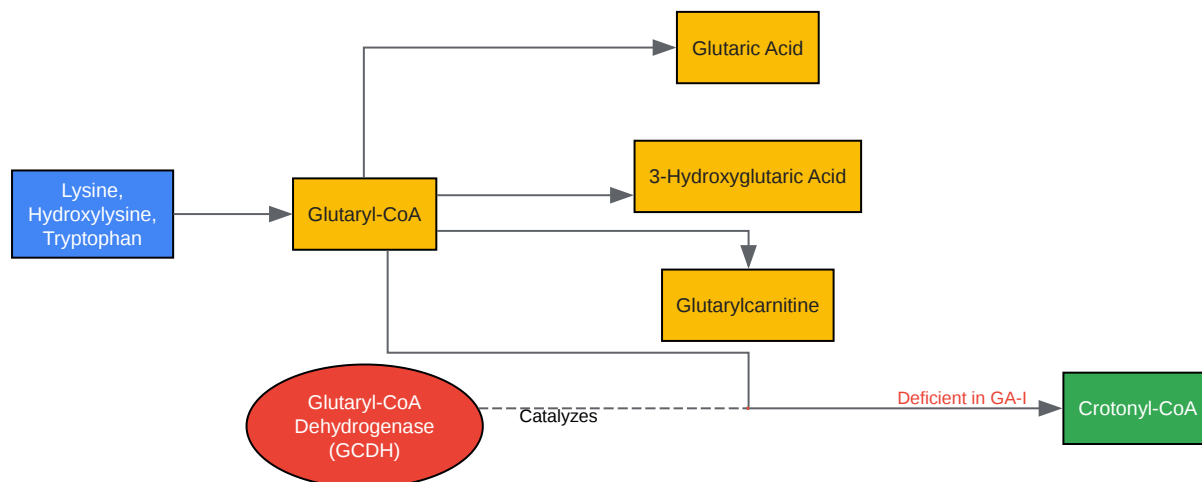 Glutaric Acid
3-Hydroxyglutaric Acid
Lysine,
Hydroxylysine,
Tryptophan
Glutaryl-CoA
Glutarylcarnitine
Glutaryl-CoA
Dehydrogenase
(GCDH)
Catalyzes
Deficient in GA-I
Crotonyl-CoA